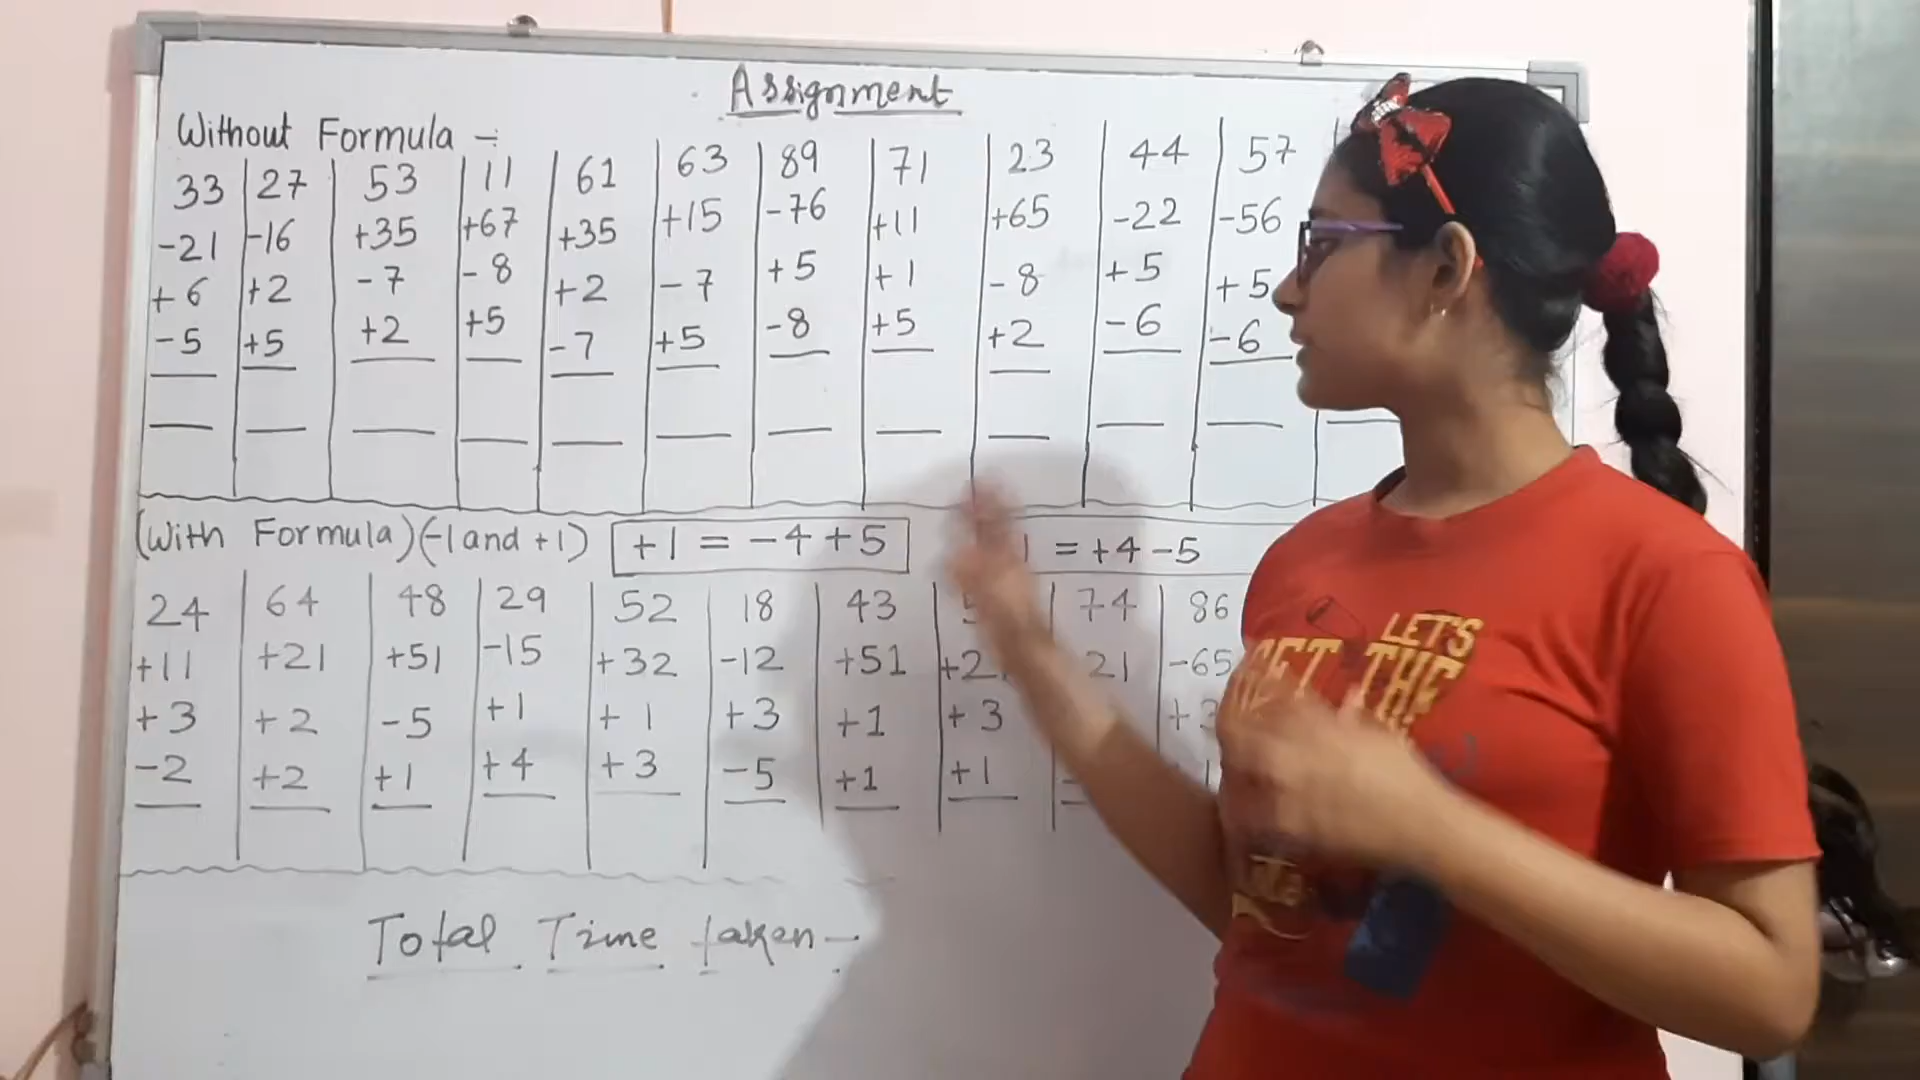 Assignment
Without Formula -
33 27 53 11 61 63 89 71 23 44 57
-21 -16 +35 +67 +35 +15 -76 +11 +65 -22 -56
+6 +2 -7 -8 +2 -7 +5 +1 -8 +5 +5
-5 +5 +2 +5 -7 +5 -8 +5 +2 -6 -6
(With Formula) (-1 and +1) +1 = -4 +5 1 = +4 -5
24 64 48 29 52 18 43 74 86
+11 +21 +51 -15 +32 -12 +51 21 -65
+3 +2 -5 +1 +1 +3 +1 +3
-2 +2 +1 +4 +3 -5 +1 +1
Total Time taken -
LET'S
GET THE